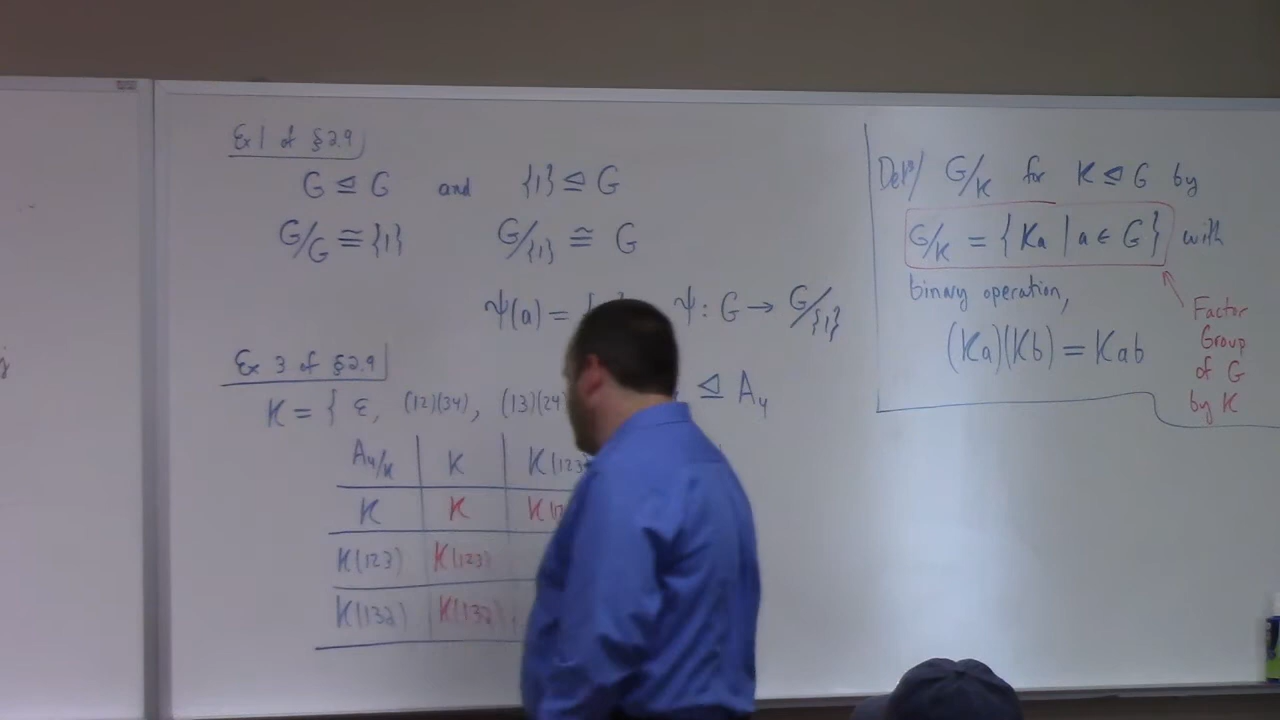 Ex 1 of §2.9
G ⊴ G and {1} ⊴ G
G/G ≅ {1} G/{1} ≅ G
ψ(a) = ψ: G → G/{1}
Ex 3 of §2.9
K = { ε, (12)(34), (13)(24) ⊴ A₄
A₄/K K K(123
K K K(1
K(123) K(123)
K(132) K(132)
Defⁿ/ G/K for K ⊴ G by
G/K = { Ka | a ∈ G } with
binary operation,
(Ka)(Kb) = Kab
Factor
Group
of G
by K